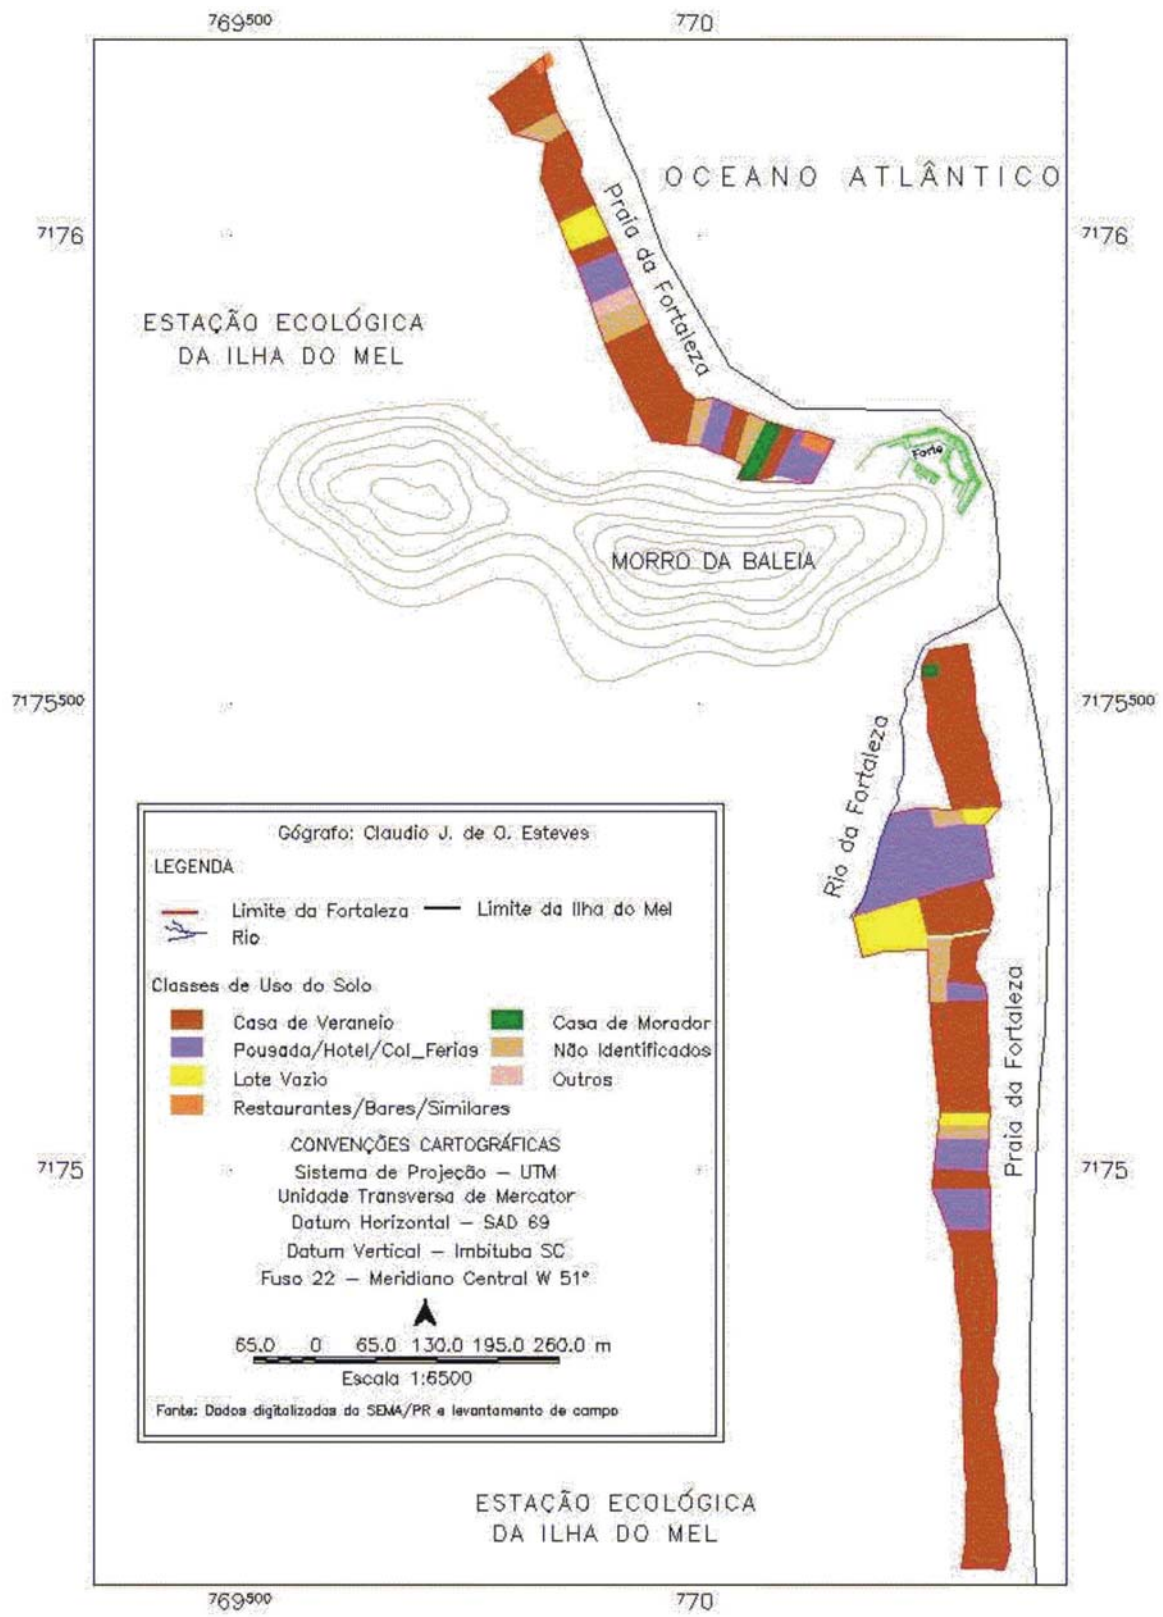 769500 770
OCEANO ATLÂNTICO
Praia da Fortaleza
7176 7176
ESTAÇÃO ECOLÓGICA
DA ILHA DO MEL
Forte
MORRO DA BALEIA
7175500 7175500
Rio da Fortaleza
Gógrafo: Claudio J. de O. Esteves
LEGENDA
Limite da Fortaleza Limite da Ilha do Mel
Rio
Classes de Uso do Solo
Casa de Veraneio Casa de Morador
Pousada/Hotel/Col_Ferias Não Identificados
Lote Vazio Outros
Restaurantes/Bares/Similares
Praia da Fortaleza
CONVENÇÕES CARTOGRÁFICAS
7175 7175
Sistema de Projeção – UTM
Unidade Transversa de Mercator
Datum Horizontal – SAD 69
Datum Vertical – Imbituba SC
Fuso 22 – Meridiano Central W 51º
65.0 0 65.0 130.0 195.0 260.0 m
Escala 1:6500
Fonte: Dados digitalizados da SEMA/PR e levantamento de campo
ESTAÇÃO ECOLÓGICA
DA ILHA DO MEL
769500 770